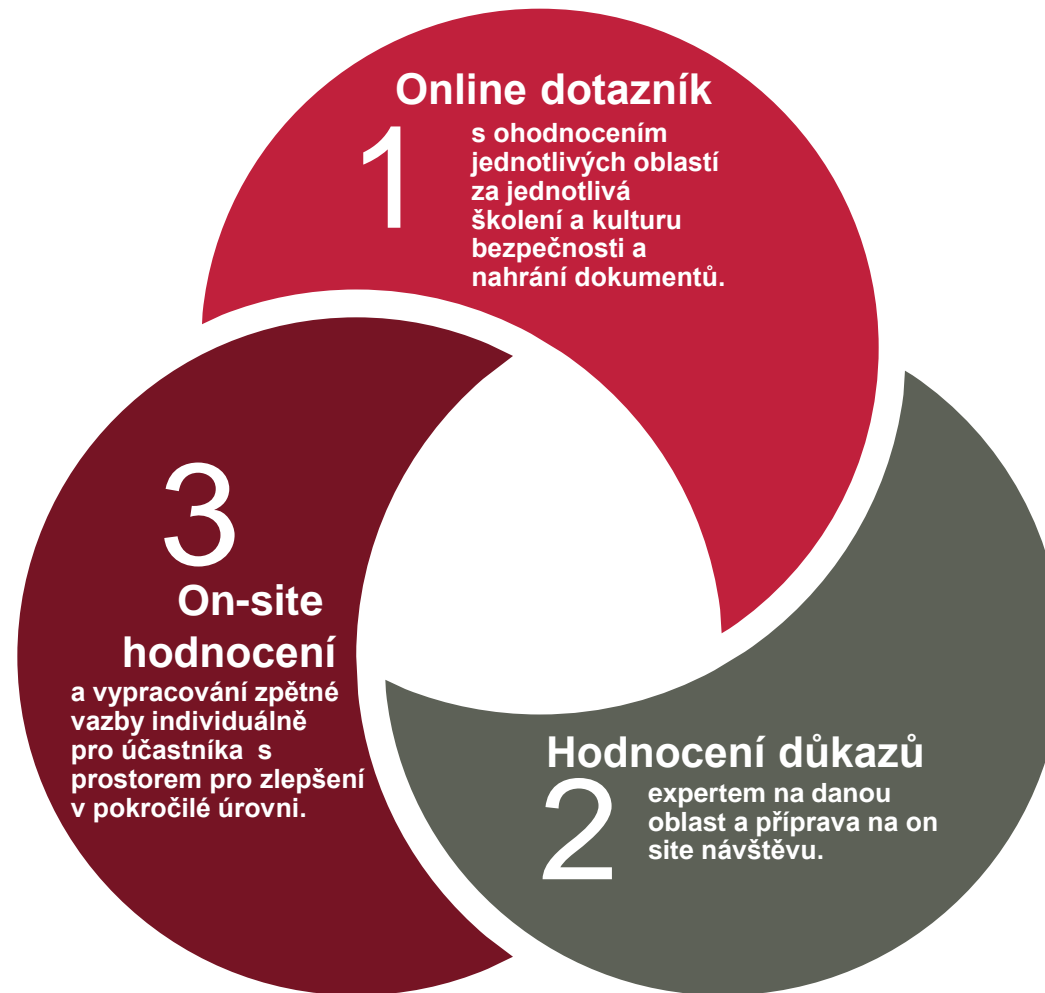 Online dotazník
1
s ohodnocením
jednotlivých oblastí
za jednotlivá
školení a kulturu
bezpečnosti a
nahrání dokumentů.
Hodnocení důkazů
2
expertem na danou
oblast a příprava na on
site návštěvu.
3
On-site
hodnocení
a vypracování zpětné
vazby individuálně
pro účastníka s
prostorem pro zlepšení
v pokročilé úrovni.